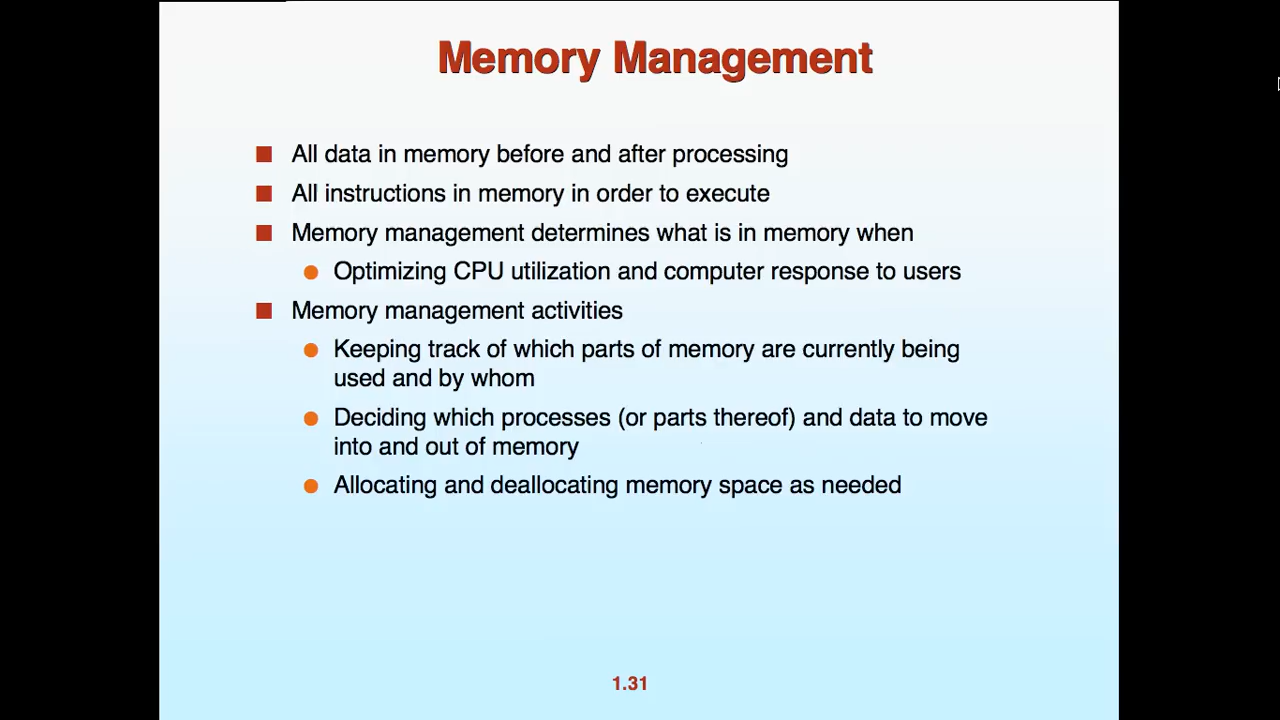 Memory Management
All data in memory before and after processing
All instructions in memory in order to execute
Memory management determines what is in memory when
Optimizing CPU utilization and computer response to users
Memory management activities
Keeping track of which parts of memory are currently being
used and by whom
Deciding which processes (or parts thereof) and data to move
into and out of memory
Allocating and deallocating memory space as needed
1.31